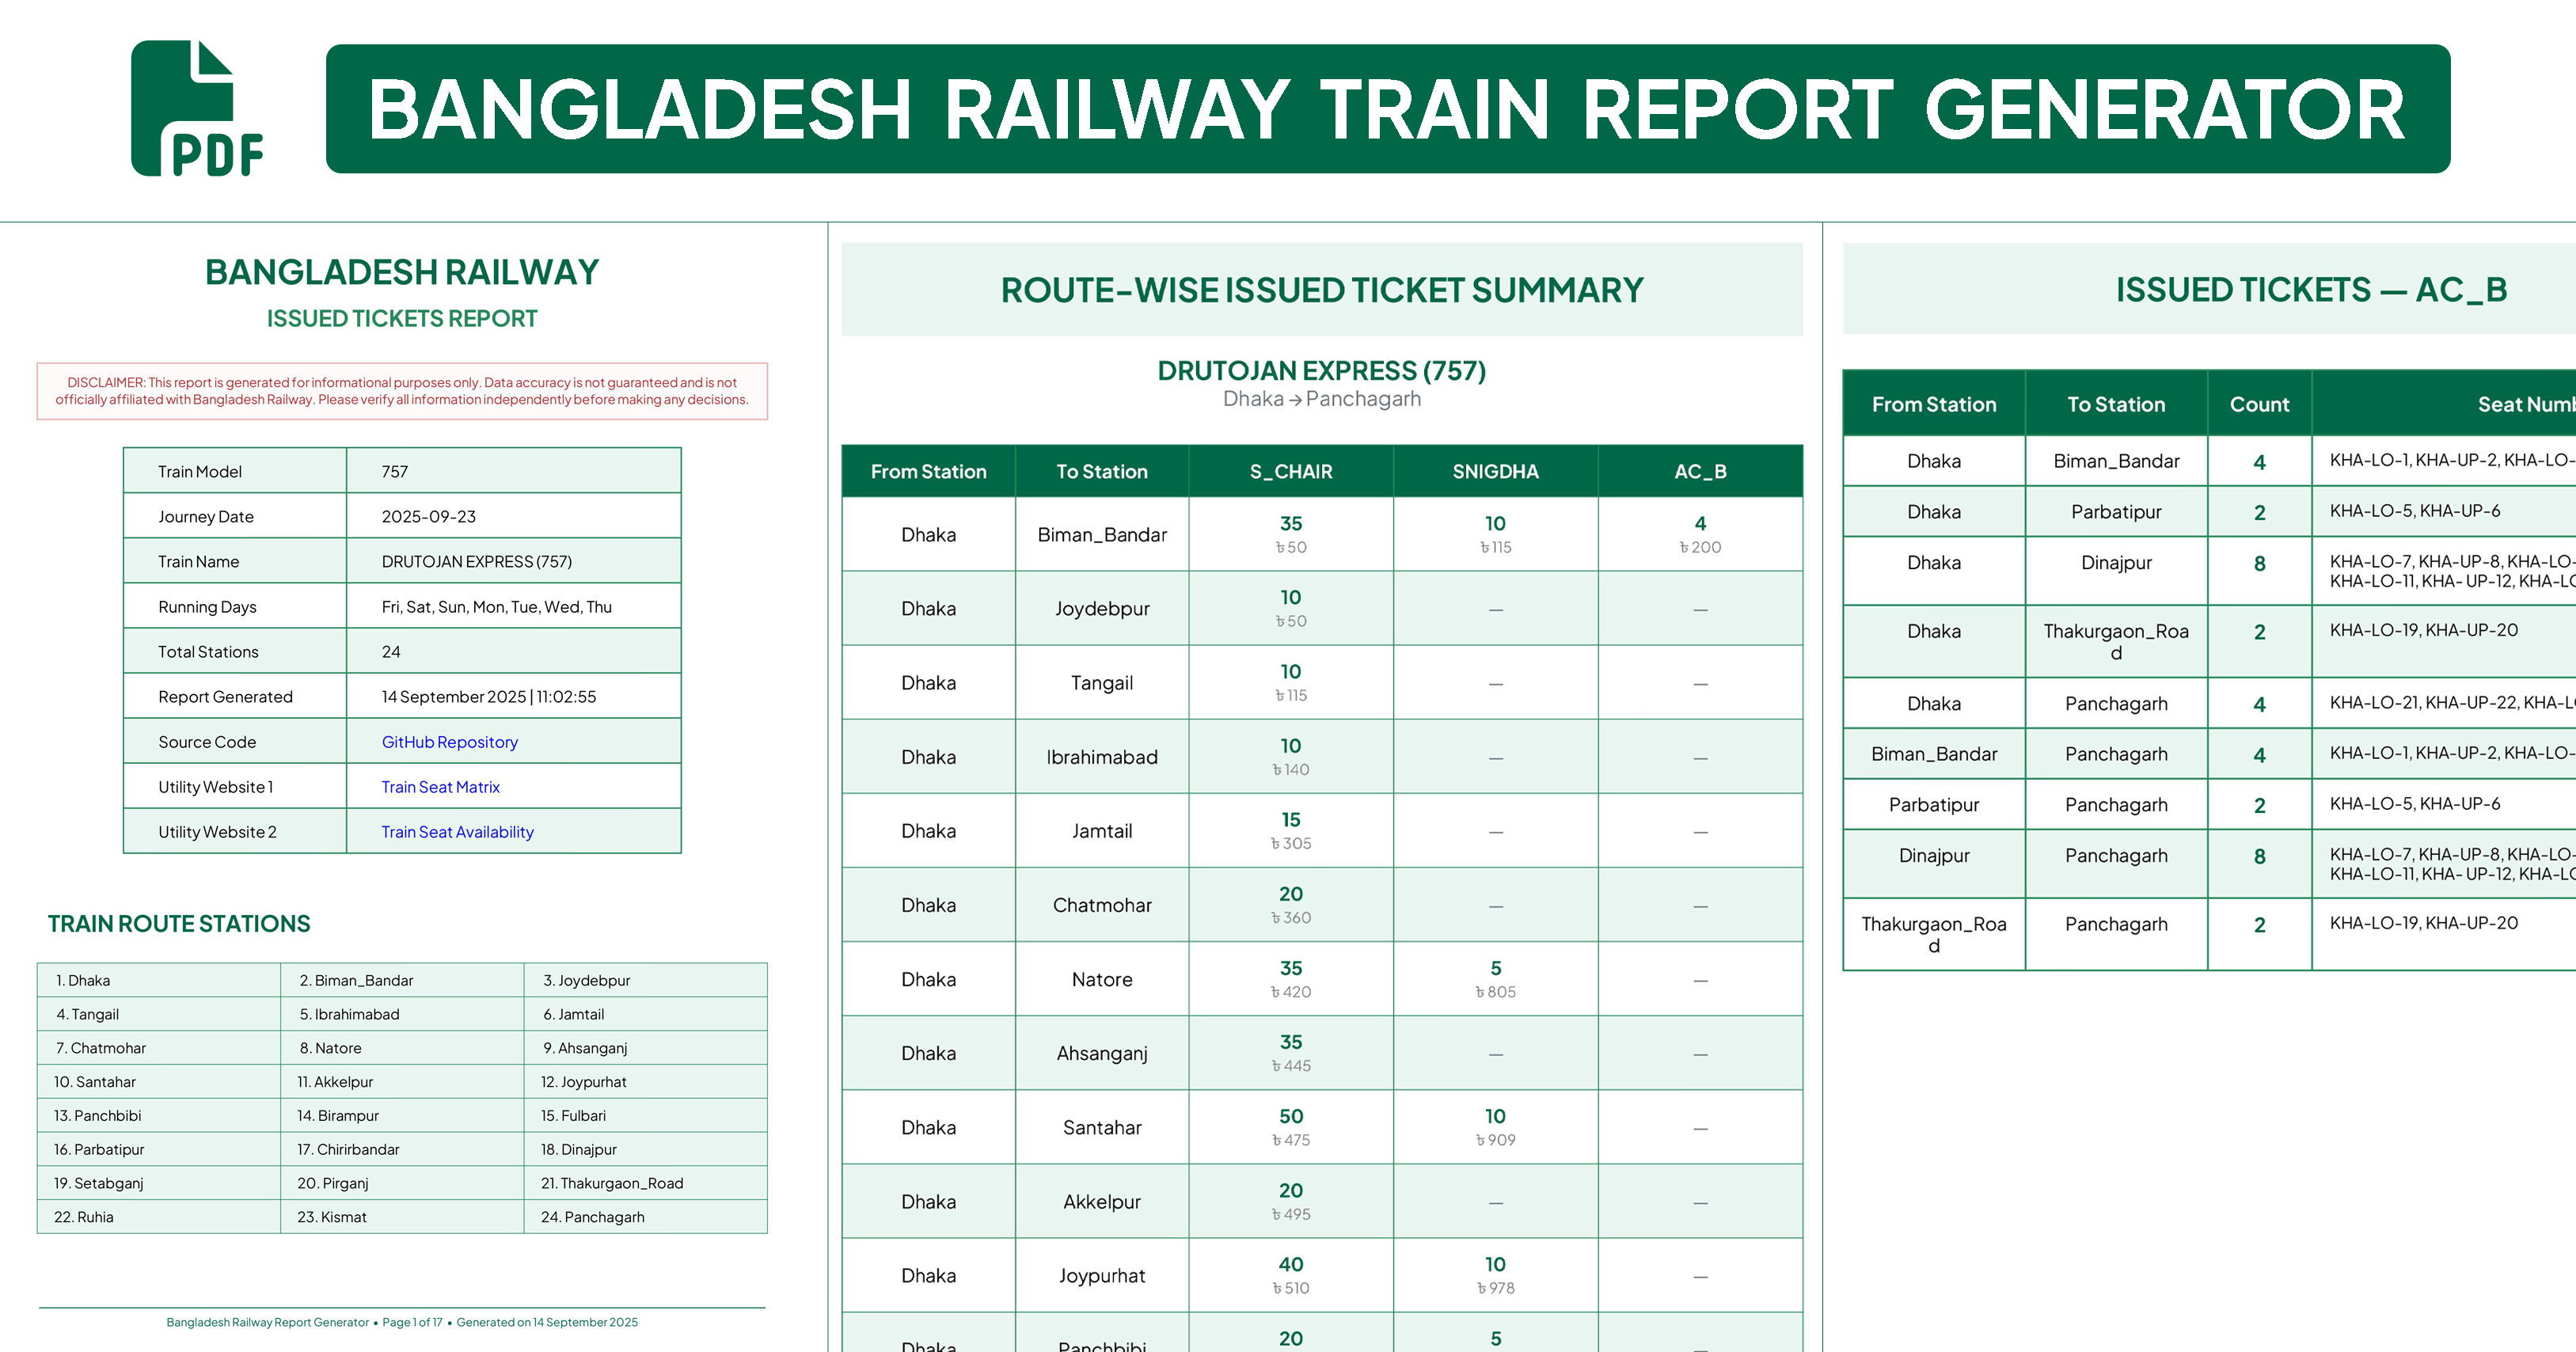 PDF
BANGLADESH RAILWAY TRAIN REPORT GENERATOR
BANGLADESH RAILWAY
ISSUED TICKETS REPORT
DISCLAIMER: This report is generated for informational purposes only. Data accuracy is not guaranteed and is not
officially affiliated with Bangladesh Railway. Please verify all information independently before making any decisions.
Train Model 757
Journey Date 2025-09-23
Train Name DRUTOJAN EXPRESS (757)
Running Days Fri, Sat, Sun, Mon, Tue, Wed, Thu
Total Stations 24
Report Generated 14 September 2025 | 11:02:55
Source Code GitHub Repository
Utility Website 1 Train Seat Matrix
Utility Website 2 Train Seat Availability
TRAIN ROUTE STATIONS
1. Dhaka 2. Biman_Bandar 3. Joydebpur
4. Tangail 5. Ibrahimabad 6. Jamtail
7. Chatmohar 8. Natore 9. Ahsanganj
10. Santahar 11. Akkelpur 12. Joypurhat
13. Panchbibi 14. Birampur 15. Fulbari
16. Parbatipur 17. Chirirbandar 18. Dinajpur
19. Setabganj 20. Pirganj 21. Thakurgaon_Road
22. Ruhia 23. Kismat 24. Panchagarh
Bangladesh Railway Report Generator • Page 1 of 17 • Generated on 14 September 2025
ROUTE-WISE ISSUED TICKET SUMMARY
DRUTOJAN EXPRESS (757)
Dhaka → Panchagarh
From Station To Station S_CHAIR SNIGDHA AC_B
Dhaka Biman_Bandar 35 10 4
৳ 50 ৳ 115 ৳ 200
Dhaka Joydebpur 10 — —
৳ 50
Dhaka Tangail 10 — —
৳ 115
Dhaka Ibrahimabad 10 — —
৳ 140
Dhaka Jamtail 15 — —
৳ 305
Dhaka Chatmohar 20 — —
৳ 360
Dhaka Natore 35 5 —
৳ 420 ৳ 805
Dhaka Ahsanganj 35 — —
৳ 445
Dhaka Santahar 50 10 —
৳ 475 ৳ 909
Dhaka Akkelpur 20 — —
৳ 495
Dhaka Joypurhat 40 10 —
৳ 510 ৳ 978
Dhaka Panchbibi 20 5 —
ISSUED TICKETS — AC_B
From Station To Station Count Seat Numb
Dhaka Biman_Bandar 4 KHA-LO-1, KHA-UP-2, KHA-LO-
Dhaka Parbatipur 2 KHA-LO-5, KHA-UP-6
Dhaka Dinajpur 8 KHA-LO-7, KHA-UP-8, KHA-LO-
KHA-LO-11, KHA- UP-12, KHA-LO
Dhaka Thakurgaon_Roa 2 KHA-LO-19, KHA-UP-20
d
Dhaka Panchagarh 4 KHA-LO-21, KHA-UP-22, KHA-L
Biman_Bandar Panchagarh 4 KHA-LO-1, KHA-UP-2, KHA-LO-
Parbatipur Panchagarh 2 KHA-LO-5, KHA-UP-6
Dinajpur Panchagarh 8 KHA-LO-7, KHA-UP-8, KHA-LO-
KHA-LO-11, KHA- UP-12, KHA-LO
Thakurgaon_Roa Panchagarh 2 KHA-LO-19, KHA-UP-20
d